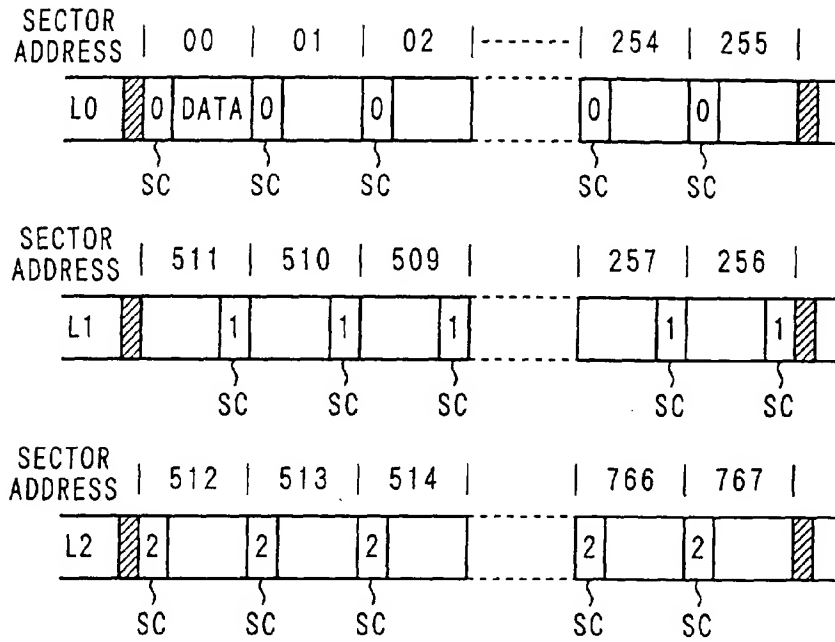 SECTOR ADDRESS | 00 | 01 | 02 | ------ | 254 | 255 |
L0 0 DATA 0 0 0 0
SC SC SC SC SC
SECTOR ADDRESS | 511 | 510 | 509 | | 257 | 256 |
L1 1 1 1 1 1
SC SC SC SC SC
SECTOR ADDRESS | 512 | 513 | 514 | | 766 | 767 |
L2 2 2 2 2 2
SC SC SC SC SC